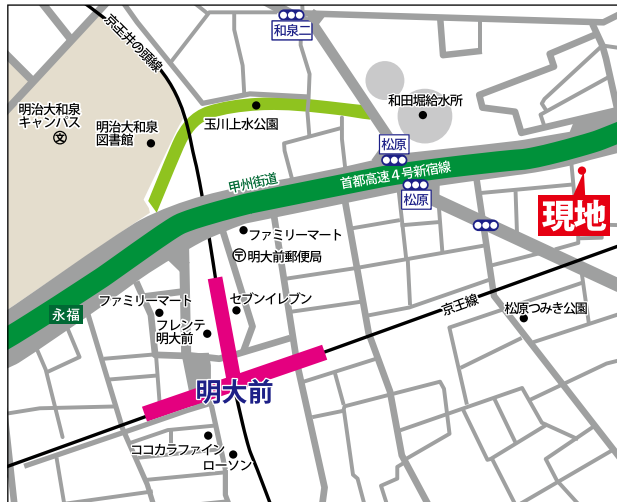 京王井の頭線
和泉二
明治大和泉
キャンパス
文
明治大和泉
図書館
玉川上水公園
和田堀給水所
松原
甲州街道
首都高速4号新宿線
松原
現地
ファミリーマート
〒明大前郵便局
永福
ファミリーマート
セブンイレブン
フレンテ
明大前
京王線
松原つみき公園
明大前
ココカラファイン
ローソン